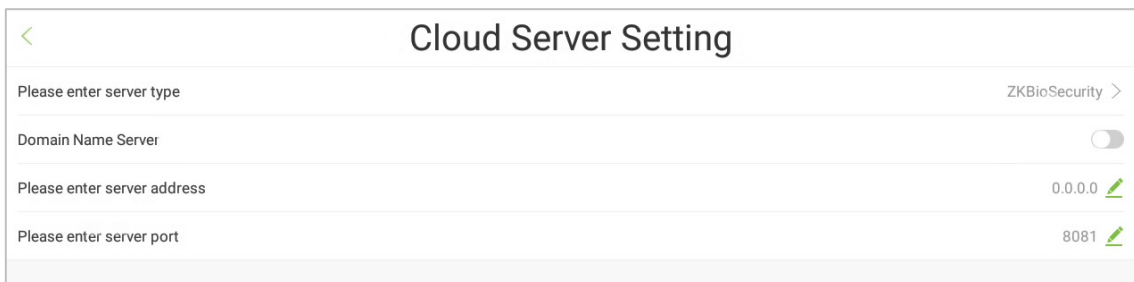 Cloud Server Setting
Please enter server type ZKBioSecurity
Domain Name Server
Please enter server address 0.0.0.0
Please enter server port 8081